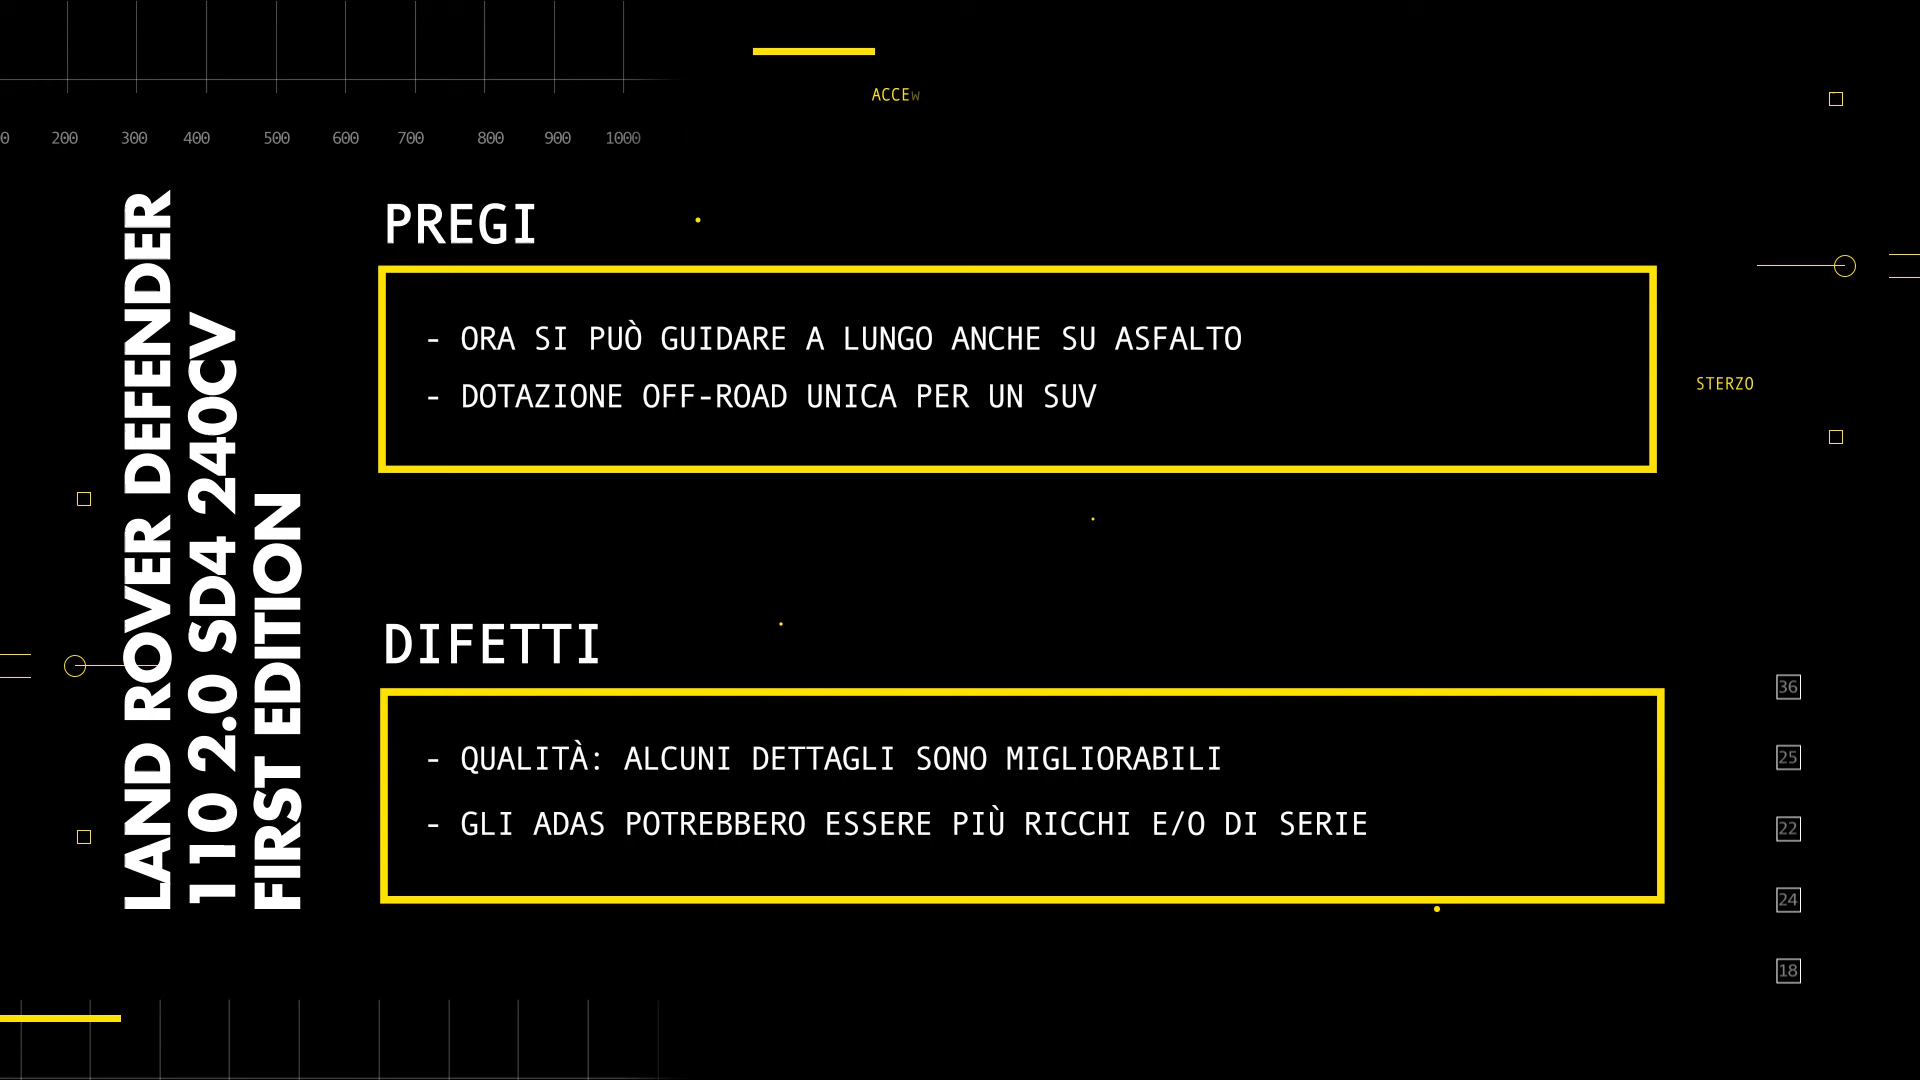 ACCE
200 300 400 500 600 700 800 900 1000
LAND ROVER DEFENDER
110 2.0 SD4 240CV
FIRST EDITION
PREGI
- ORA SI PUÒ GUIDARE A LUNGO ANCHE SU ASFALTO
- DOTAZIONE OFF-ROAD UNICA PER UN SUV
STERZO
DIFETTI
- QUALITÀ: ALCUNI DETTAGLI SONO MIGLIORABILI
- GLI ADAS POTREBBERO ESSERE PIÙ RICCHI E/O DI SERIE
36
25
22
24
18